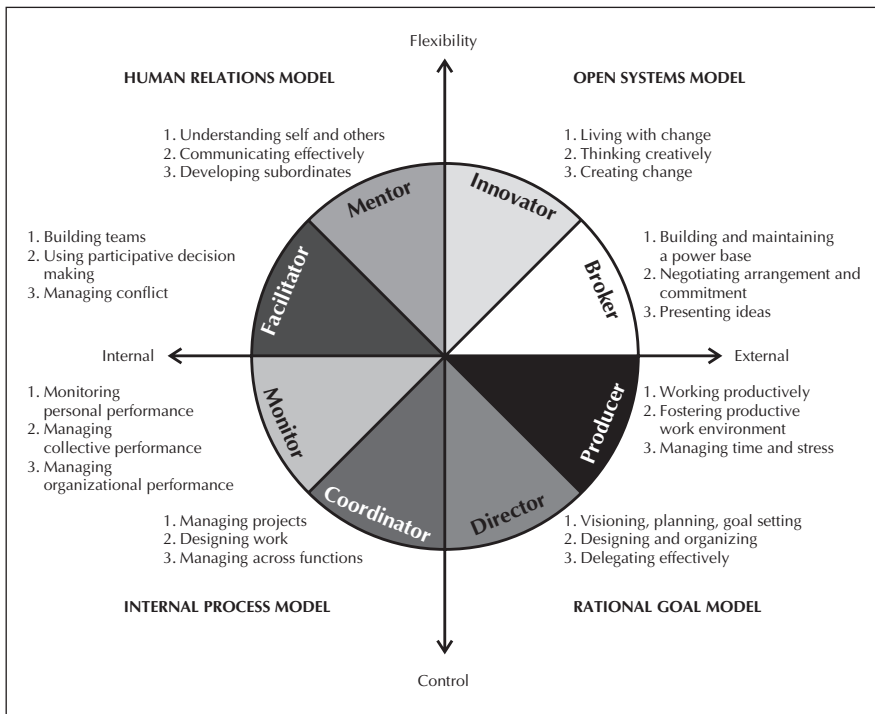 Flexibility
HUMAN RELATIONS MODEL
OPEN SYSTEMS MODEL
1. Understanding self and others
2. Communicating effectively
3. Developing subordinates
1. Living with change
2. Thinking creatively
3. Creating change
Mentor
Innovator
1. Building teams
2. Using participative decision
making
3. Managing conflict
Facilitator
Broker
1. Building and maintaining
a power base
2. Negotiating arrangement and
commitment
3. Presenting ideas
Internal
External
1. Monitoring
personal performance
2. Managing
collective performance
3. Managing
organizational performance
Monitor
Producer
1. Working productively
2. Fostering productive
work environment
3. Managing time and stress
Coordinator
Director
1. Managing projects
2. Designing work
3. Managing across functions
1. Visioning, planning, goal setting
2. Designing and organizing
3. Delegating effectively
INTERNAL PROCESS MODEL
RATIONAL GOAL MODEL
Control